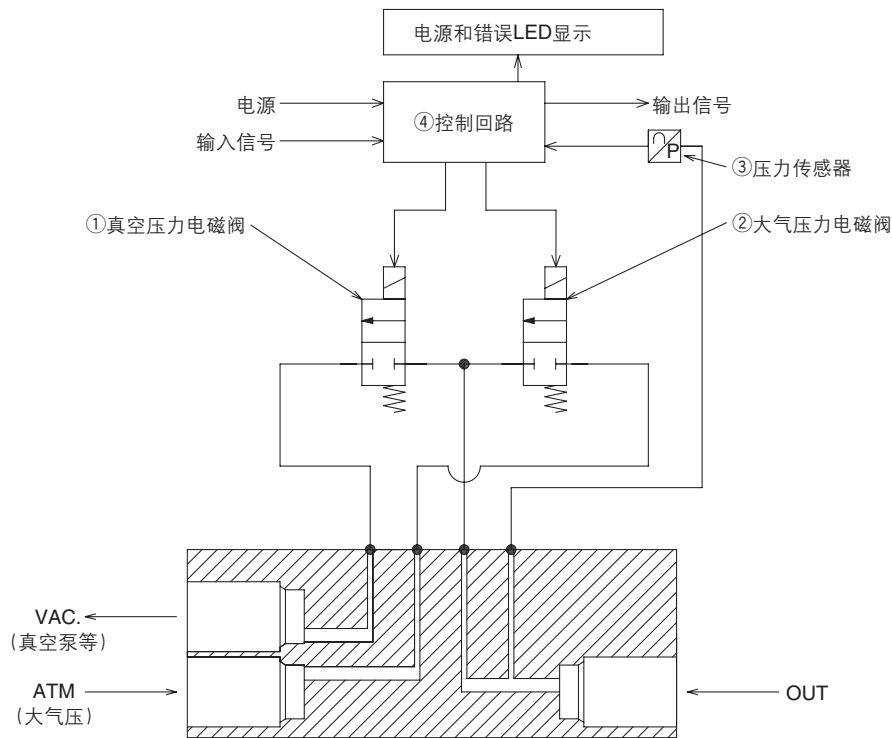 电源和错误LED显示
电源
④控制回路
输出信号
输入信号
P
③压力传感器
①真空压力电磁阀
②大气压力电磁阀
VAC.
(真空泵等)
ATM
(大气压)
OUT